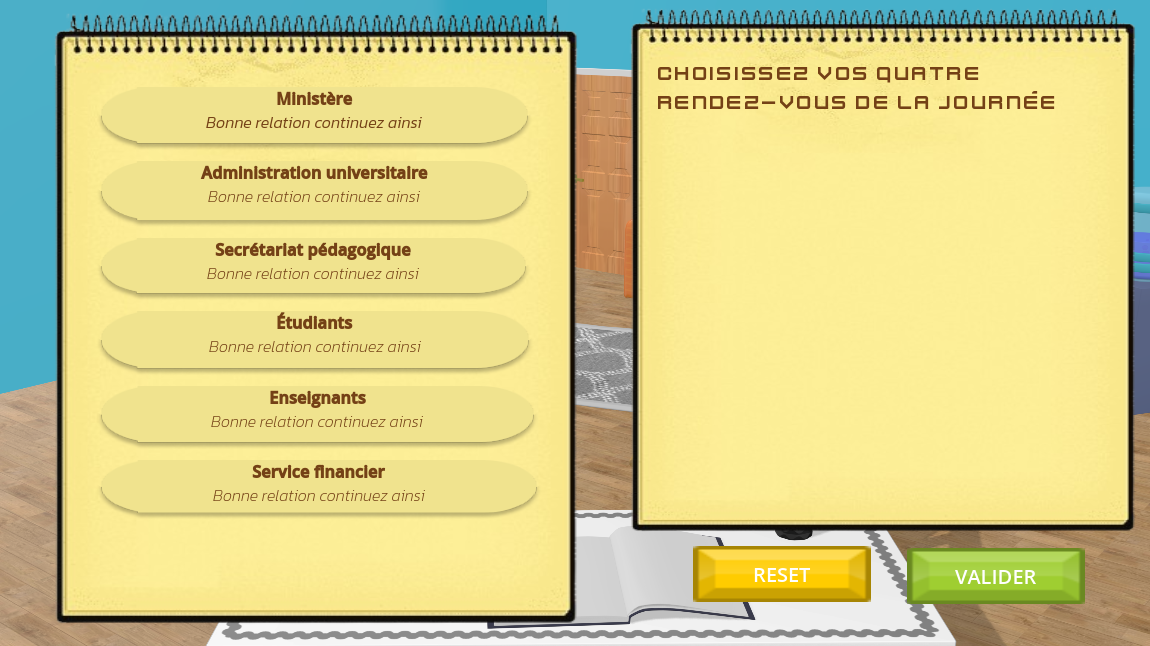 Ministère
Bonne relation continuez ainsi
Administration universitaire
Bonne relation continuez ainsi
Secrétariat pédagogique
Bonne relation continuez ainsi
Étudiants
Bonne relation continuez ainsi
Enseignants
Bonne relation continuez ainsi
Service financier
Bonne relation continuez ainsi
CHOISISSEZ VOS QUATRE
RENDEZ-VOUS DE LA JOURNÉE
RESET
VALIDER